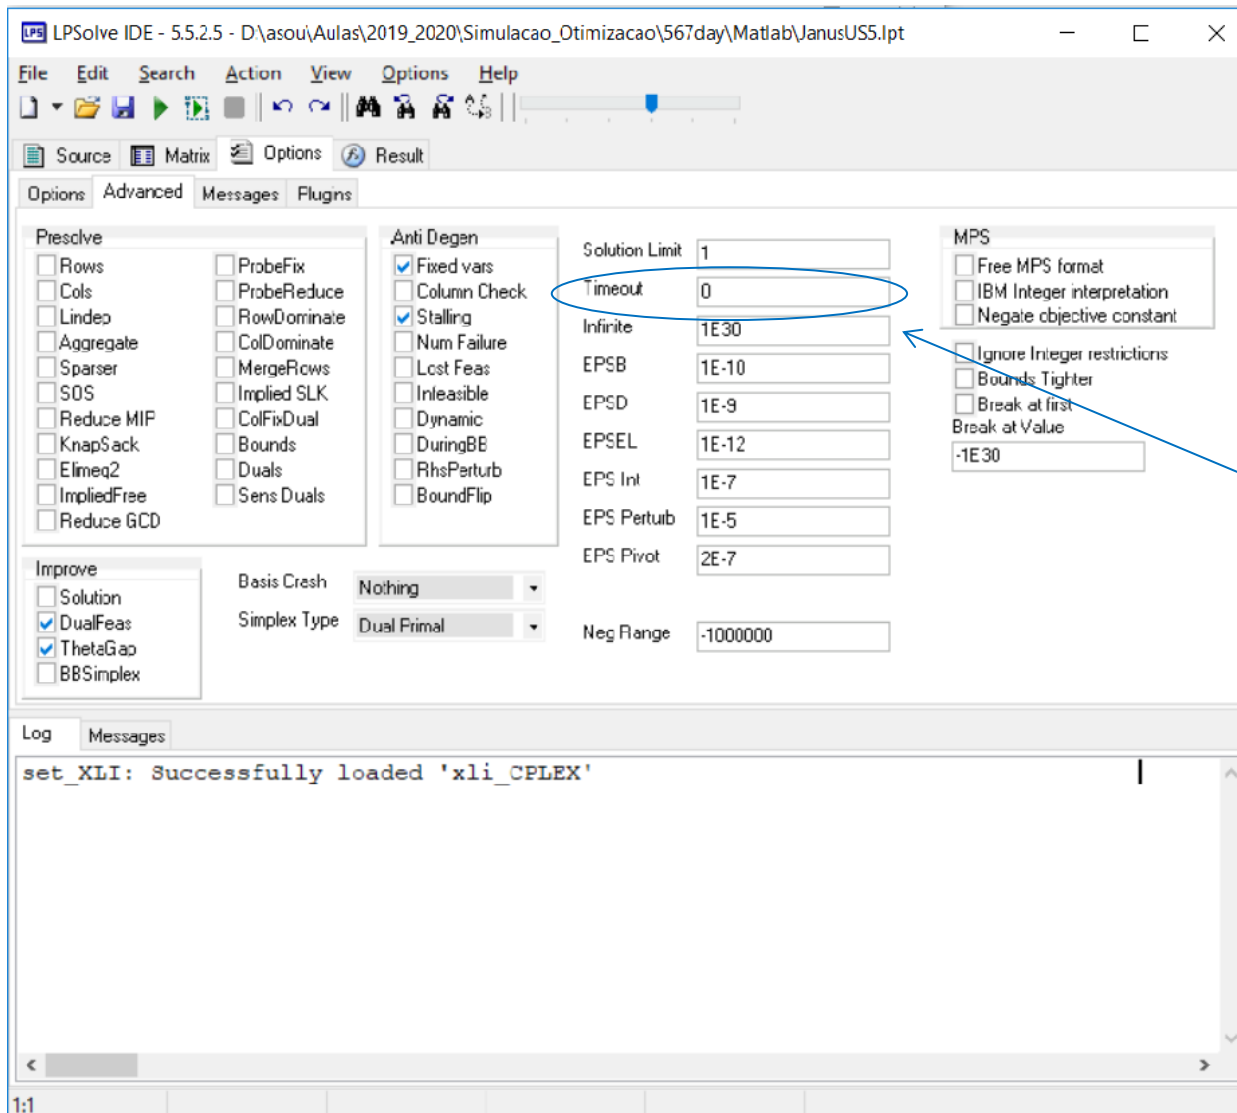 LPSolve IDE - 5.5.2.5 - D:\asou\Aulas\2019_2020\Simulacao_Otimizacao\567day\Matlab\JanusUS5.lpt
File Edit Search Action View Options Help
Source Matrix Options Result
Options Advanced Messages Plugins
Presolve
Rows
Cols
Lindep
Aggregate
Sparser
SOS
Reduce MIP
KnapSack
Elimeq2
ImpliedFree
Reduce GCD
ProbeFix
ProbeReduce
RowDominate
ColDominate
MergeRows
Implied SLK
ColFixDual
Bounds
Duals
Sens Duals
Anti Degen
Fixed vars
Column Check
Stalling
Num Failure
Lost Feas
Infeasible
Dynamic
DuringBB
RhsPerturb
BoundFlip
Solution Limit 1
Timeout 0
Infinite 1E30
EPSB 1E-10
EPSD 1E-9
EPSEL 1E-12
EPS Int 1E-7
EPS Perturb 1E-5
EPS Pivot 2E-7
Neg Range -1000000
MPS
Free MPS format
IBM Integer interpretation
Negate objective constant
Ignore Integer restrictions
Bounds Tighter
Break at first
Break at Value
-1E30
Improve
Solution
DualFeas
ThetaGap
BBSimplex
Basis Crash Nothing
Simplex Type Dual Primal
Log Messages
set_XLI: Successfully loaded 'xli_CPLEX'
1:1